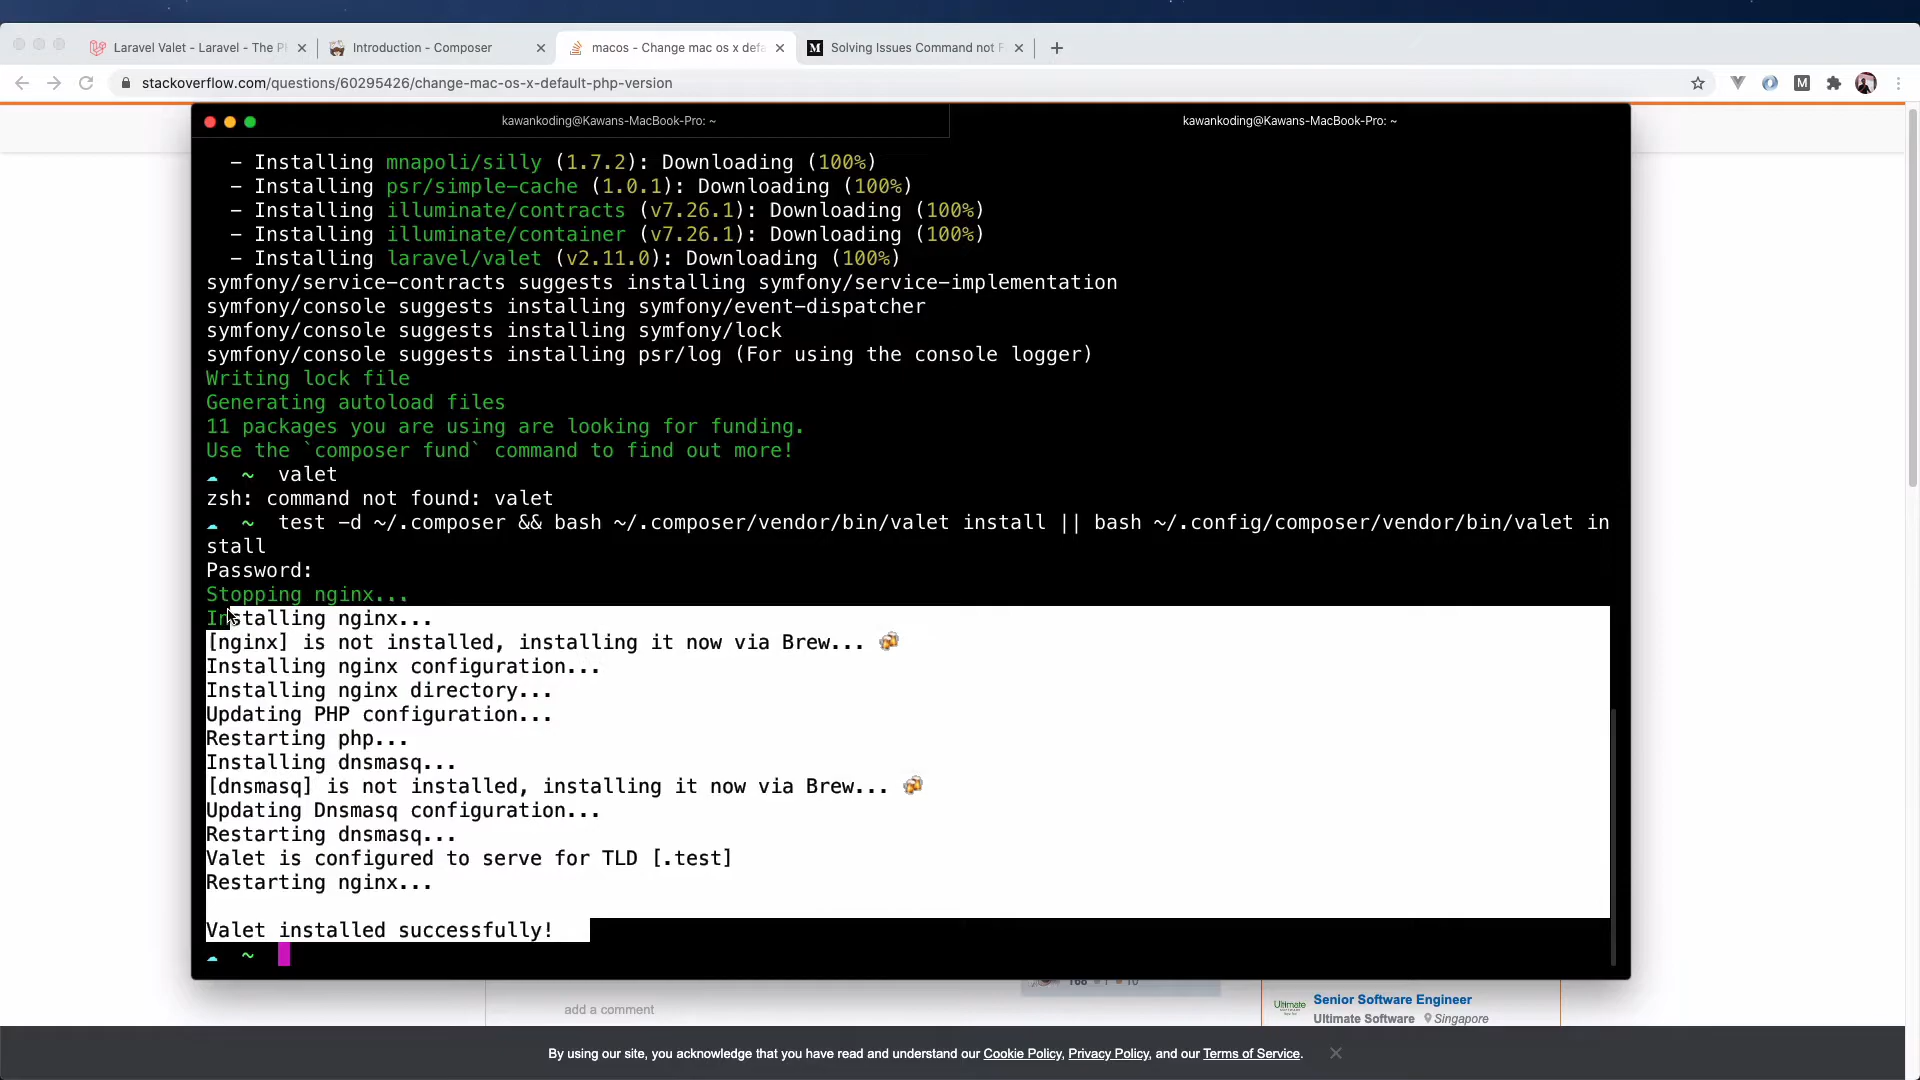 Laravel Valet - Laravel - The P
Introduction - Composer
macos - Change mac os x defa
Solving Issues Command not F
stackoverflow.com/questions/60295426/change-mac-os-x-default-php-version
kawankoding@Kawans-MacBook-Pro: ~
kawankoding@Kawans-MacBook-Pro: ~
- Installing mnapoli/silly (1.7.2): Downloading (100%)
- Installing psr/simple-cache (1.0.1): Downloading (100%)
- Installing illuminate/contracts (v7.26.1): Downloading (100%)
- Installing illuminate/container (v7.26.1): Downloading (100%)
- Installing laravel/valet (v2.11.0): Downloading (100%)
symfony/service-contracts suggests installing symfony/service-implementation
symfony/console suggests installing symfony/event-dispatcher
symfony/console suggests installing symfony/lock
symfony/console suggests installing psr/log (For using the console logger)
Writing lock file
Generating autoload files
11 packages you are using are looking for funding.
Use the `composer fund` command to find out more!
~ valet
zsh: command not found: valet
~ test -d ~/.composer && bash ~/.composer/vendor/bin/valet install || bash ~/.config/composer/vendor/bin/valet in
stall
Password:
Stopping nginx...
Installing nginx...
[nginx] is not installed, installing it now via Brew... 🍻
Installing nginx configuration...
Installing nginx directory...
Updating PHP configuration...
Restarting php...
Installing dnsmasq...
[dnsmasq] is not installed, installing it now via Brew... 🍻
Updating Dnsmasq configuration...
Restarting dnsmasq...
Valet is configured to serve for TLD [.test]
Restarting nginx...
Valet installed successfully!
~
add a comment
Senior Software Engineer
Ultimate Software Singapore
By using our site, you acknowledge that you have read and understand our Cookie Policy, Privacy Policy, and our Terms of Service.